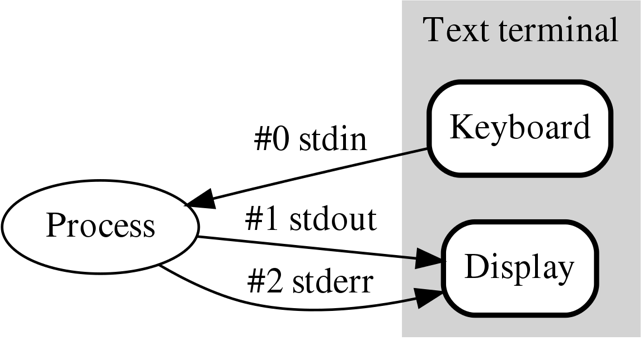 Text terminal
Keyboard
#0 stdin
Process
#1 stdout
#2 stderr
Display